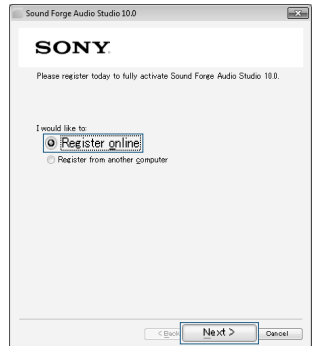 Sound Forge Audio Studio 10.0
SONY
Please register today to fully activate Sound Forge Audio Studio 10.0.
I would like to:
Register online
Register from another computer
< Back Next > Cancel